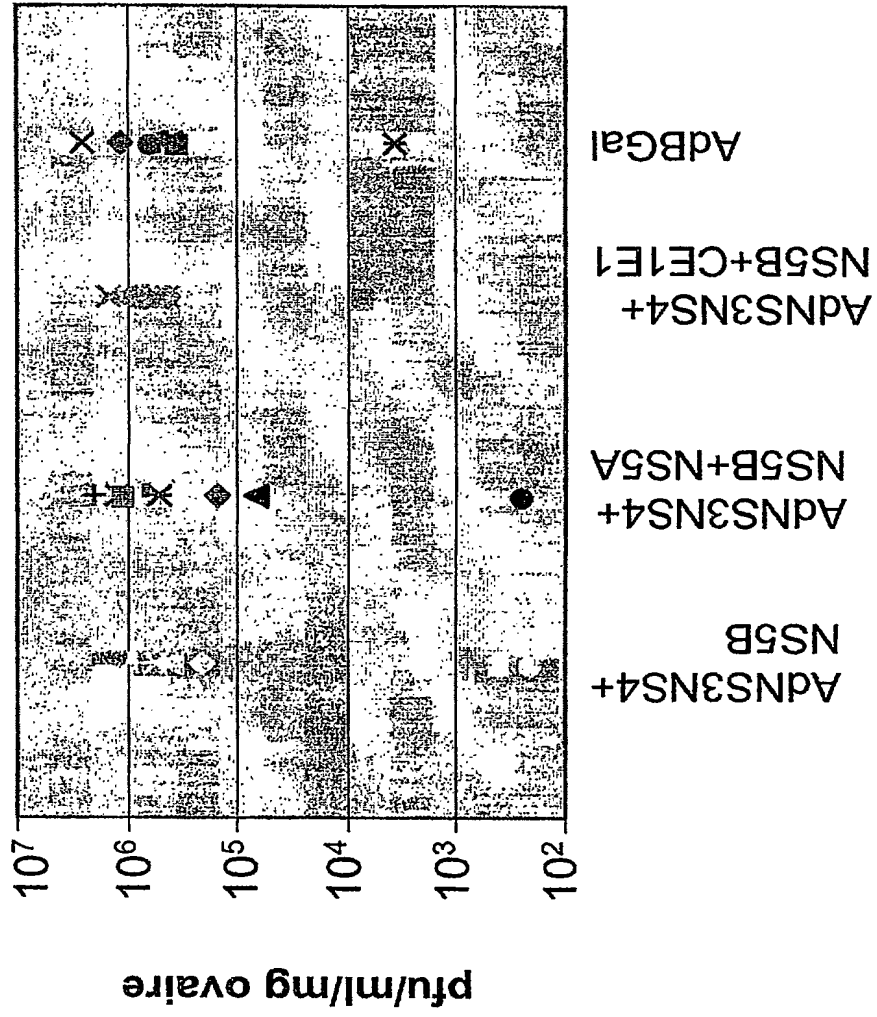 pfu/ml/mg ovaire
10⁷
10⁶
10⁵
10⁴
10³
10²
AdNS3NS4+
NS5B
AdNS3NS4+
NS5B+NS5A
AdNS3NS4+
NS5B+CE1E1
AdBGal